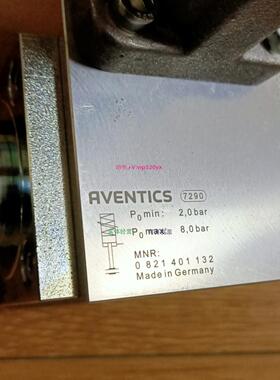 AVENTICS 7290
P₀min: 2,0bar
P₀max: 8,0bar
MNR:
0 821 401 132
Made in Germany